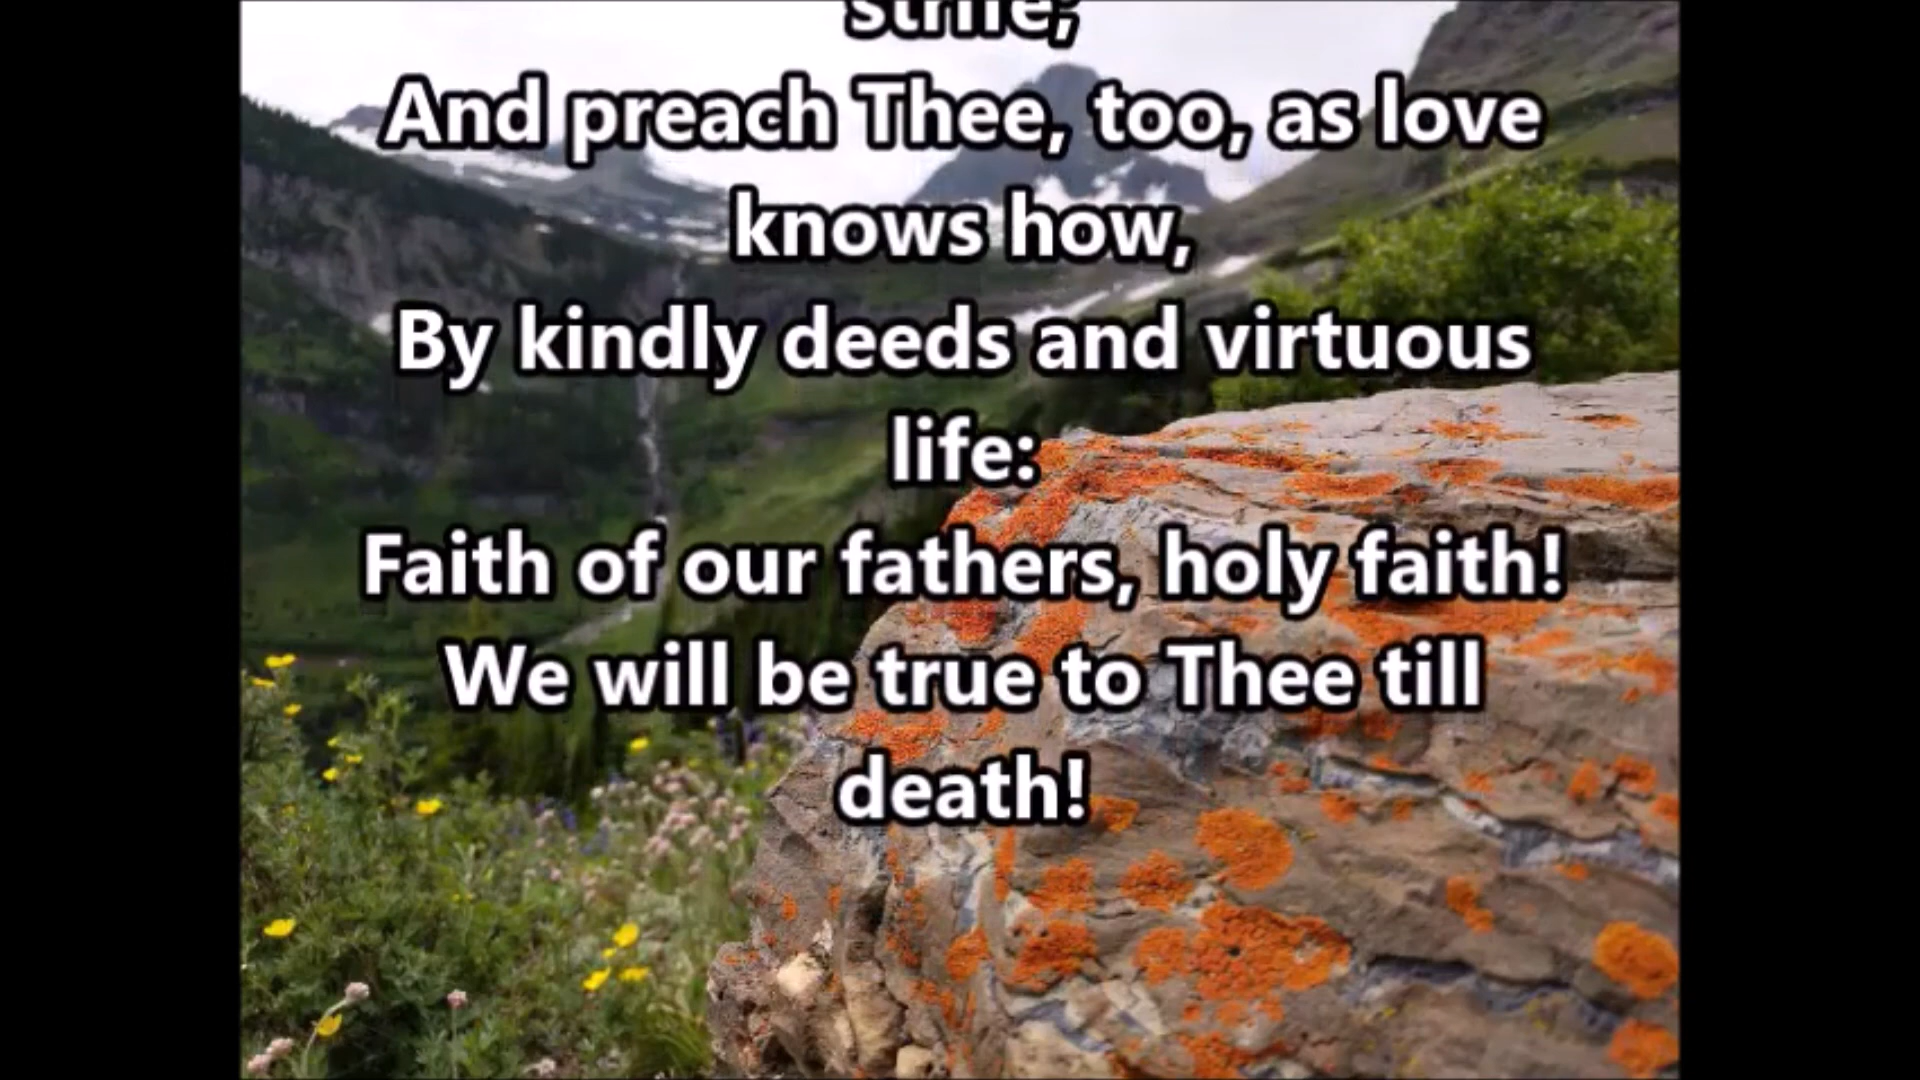 strife;
And preach Thee, too, as love
knows how,
By kindly deeds and virtuous
life:
Faith of our fathers, holy faith!
We will be true to Thee till
death!